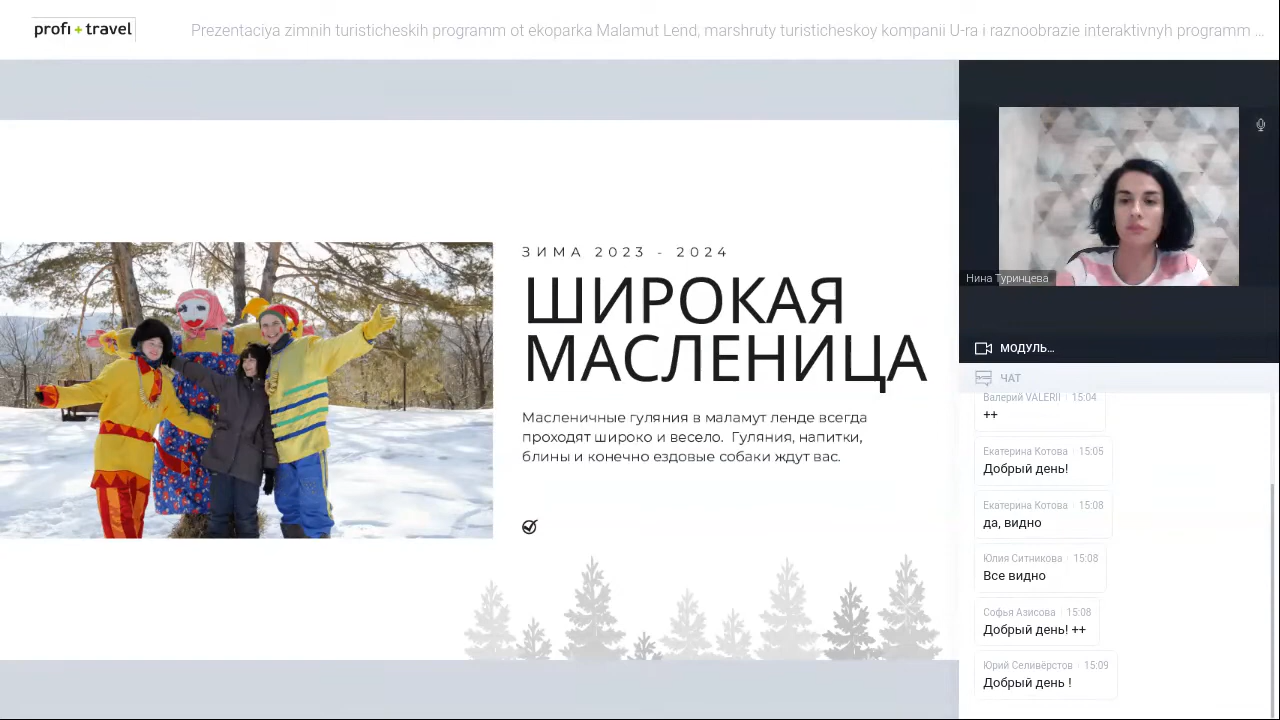 profi + travel
Prezentaciya zimnih turisticheskih programm ot ekoparka Malamut Lend, marshruty turisticheskoy kompanii U-ra i raznoobrazie interaktivnyh programm ...
ЗИМА 2023 - 2024
ШИРОКАЯ
МАСЛЕНИЦА
Масленичные гуляния в маламут ленде всегда
проходят широко и весело. Гуляния, напитки,
блины и конечно ездовые собаки ждут вас.
Нина Туринцева
МОДУЛЬ...
ЧАТ
Валерий VALERII 15:04
++
Екатерина Котова 15:05
Добрый день!
Екатерина Котова 15:08
да, видно
Юлия Ситникова 15:08
Все видно
Софья Азисова 15:08
Добрый день! ++
Юрий Селивёрстов 15:09
Добрый день !